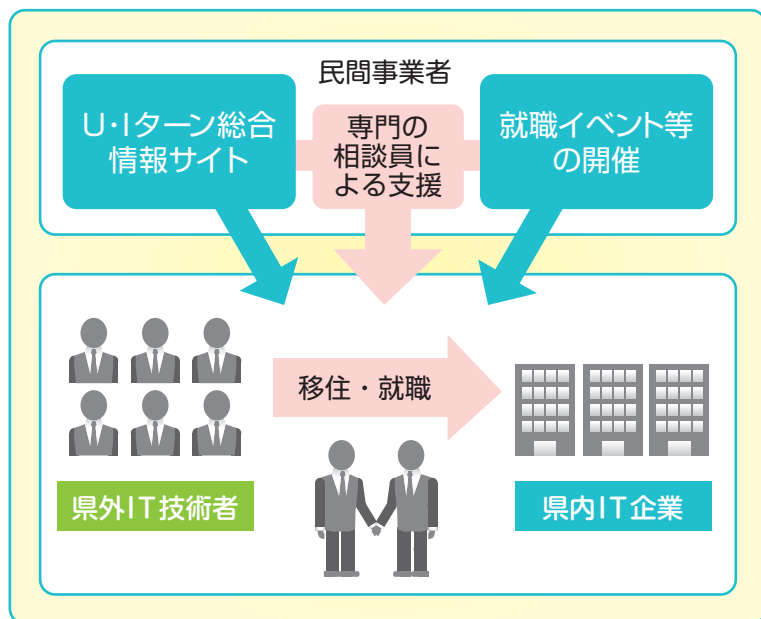 民間事業者
U・Iターン総合
情報サイト
専門の
相談員に
よる支援
就職イベント等
の開催
移住・就職
県外IT技術者
県内IT企業